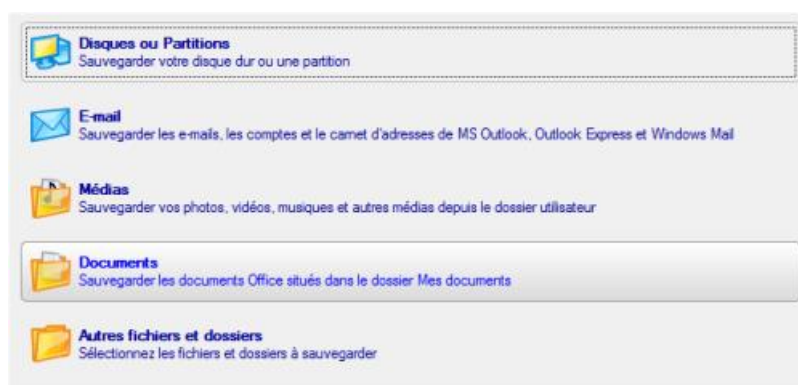 Disques ou Partitions
Sauvegarder votre disque dur ou une partition
E-mail
Sauvegarder les e-mails, les comptes et le carnet d'adresses de MS Outlook, Outlook Express et Windows Mail
Médias
Sauvegarder vos photos, vidéos, musiques et autres médias depuis le dossier utilisateur
Documents
Sauvegarder les documents Office situés dans le dossier Mes documents
Autres fichiers et dossiers
Sélectionnez les fichiers et dossiers à sauvegarder